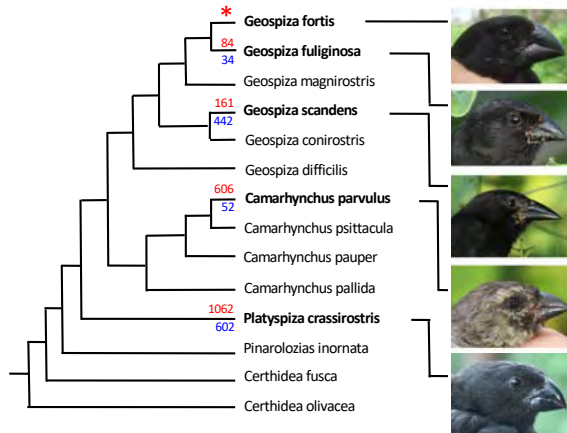 *
Geospiza fortis
84
Geospiza fuliginosa
34
Geospiza magnirostris
161
Geospiza scandens
442
Geospiza conirostris
Geospiza difficilis
606
Camarhynchus parvulus
52
Camarhynchus psittacula
Camarhynchus pauper
Camarhynchus pallida
1062
Platyspiza crassirostris
602
Pinarolozias inornata
Certhidea fusca
Certhidea olivacea